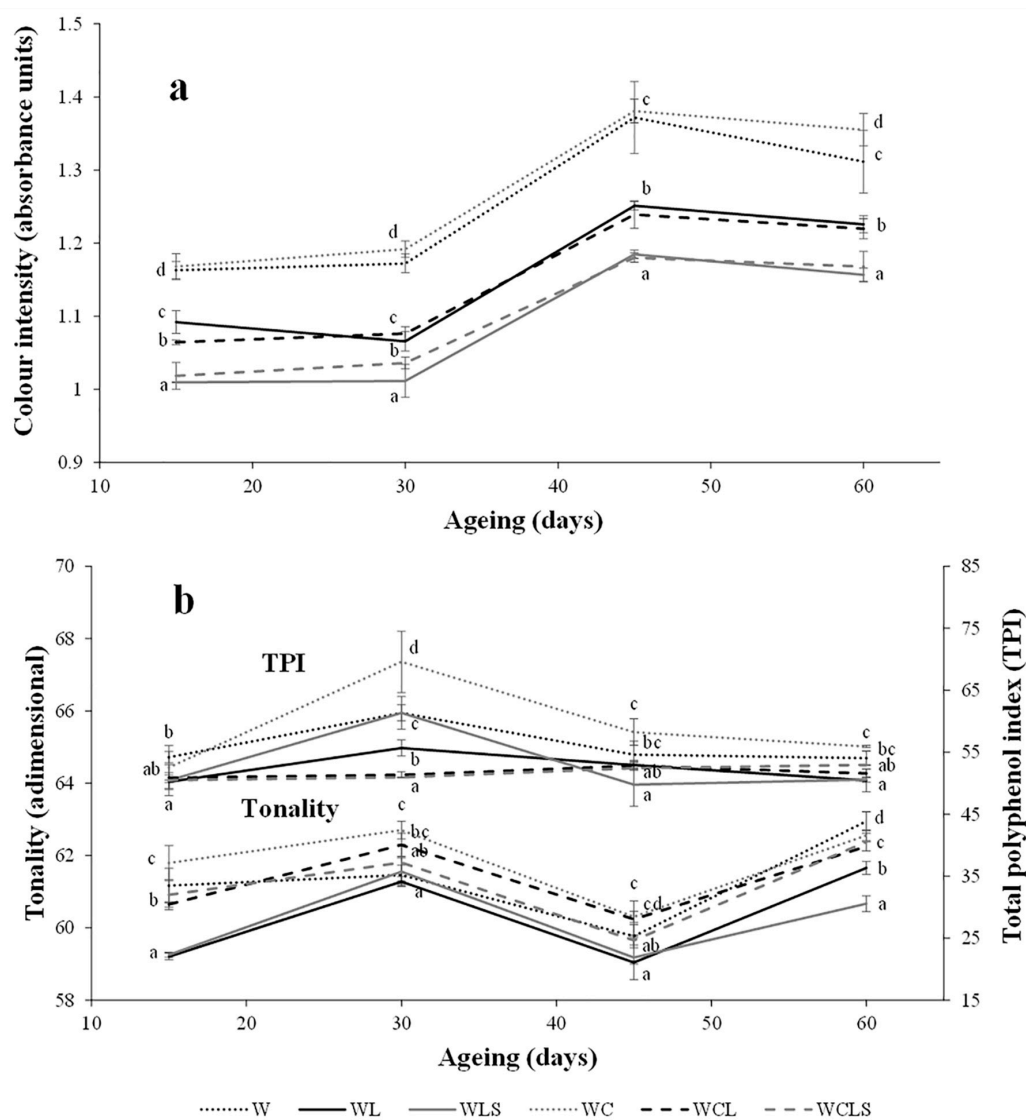 1.5
a
1.4
c
d
c
1.3
b
b
d
1.2
d
a
a
c
c
1.1
b
b
a
a
1
0.9
10 20 30 40 50 60
Colour intensity (absorbance units)
Ageing (days)
70 85
b
68 75
TPI
d
66 65
b
c
c
c
bc
bc
55
ab
b
ab
ab
64
a
a
a
a
45
Tonality
c
d
c
bc
c
62
ab
b
35
b
a
c
cd
a
60
25
a
ab
a
58 15
10 20 30 40 50 60
Tonality (adimensional)
Total polyphenol index (TPI)
Ageing (days)
W WL WLS WC WCL WCLS